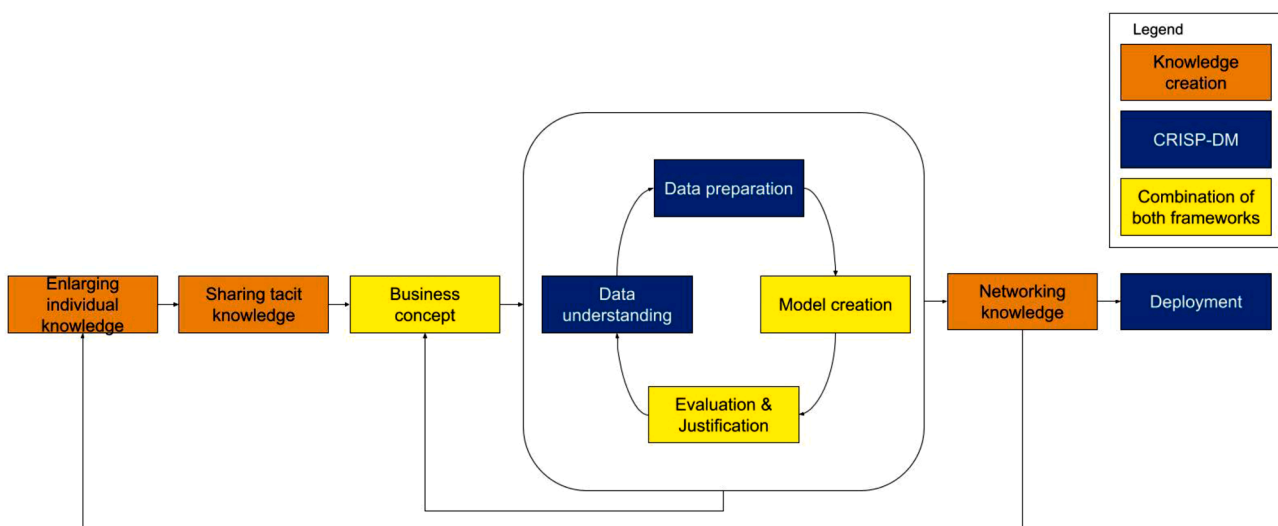 Legend
Knowledge
creation
CRISP-DM
Combination of
both frameworks
Data preparation
Enlarging
individual
knowledge
Sharing tacit
knowledge
Business
concept
Data
understanding
Model creation
Networking
knowledge
Deployment
Evaluation &
Justification